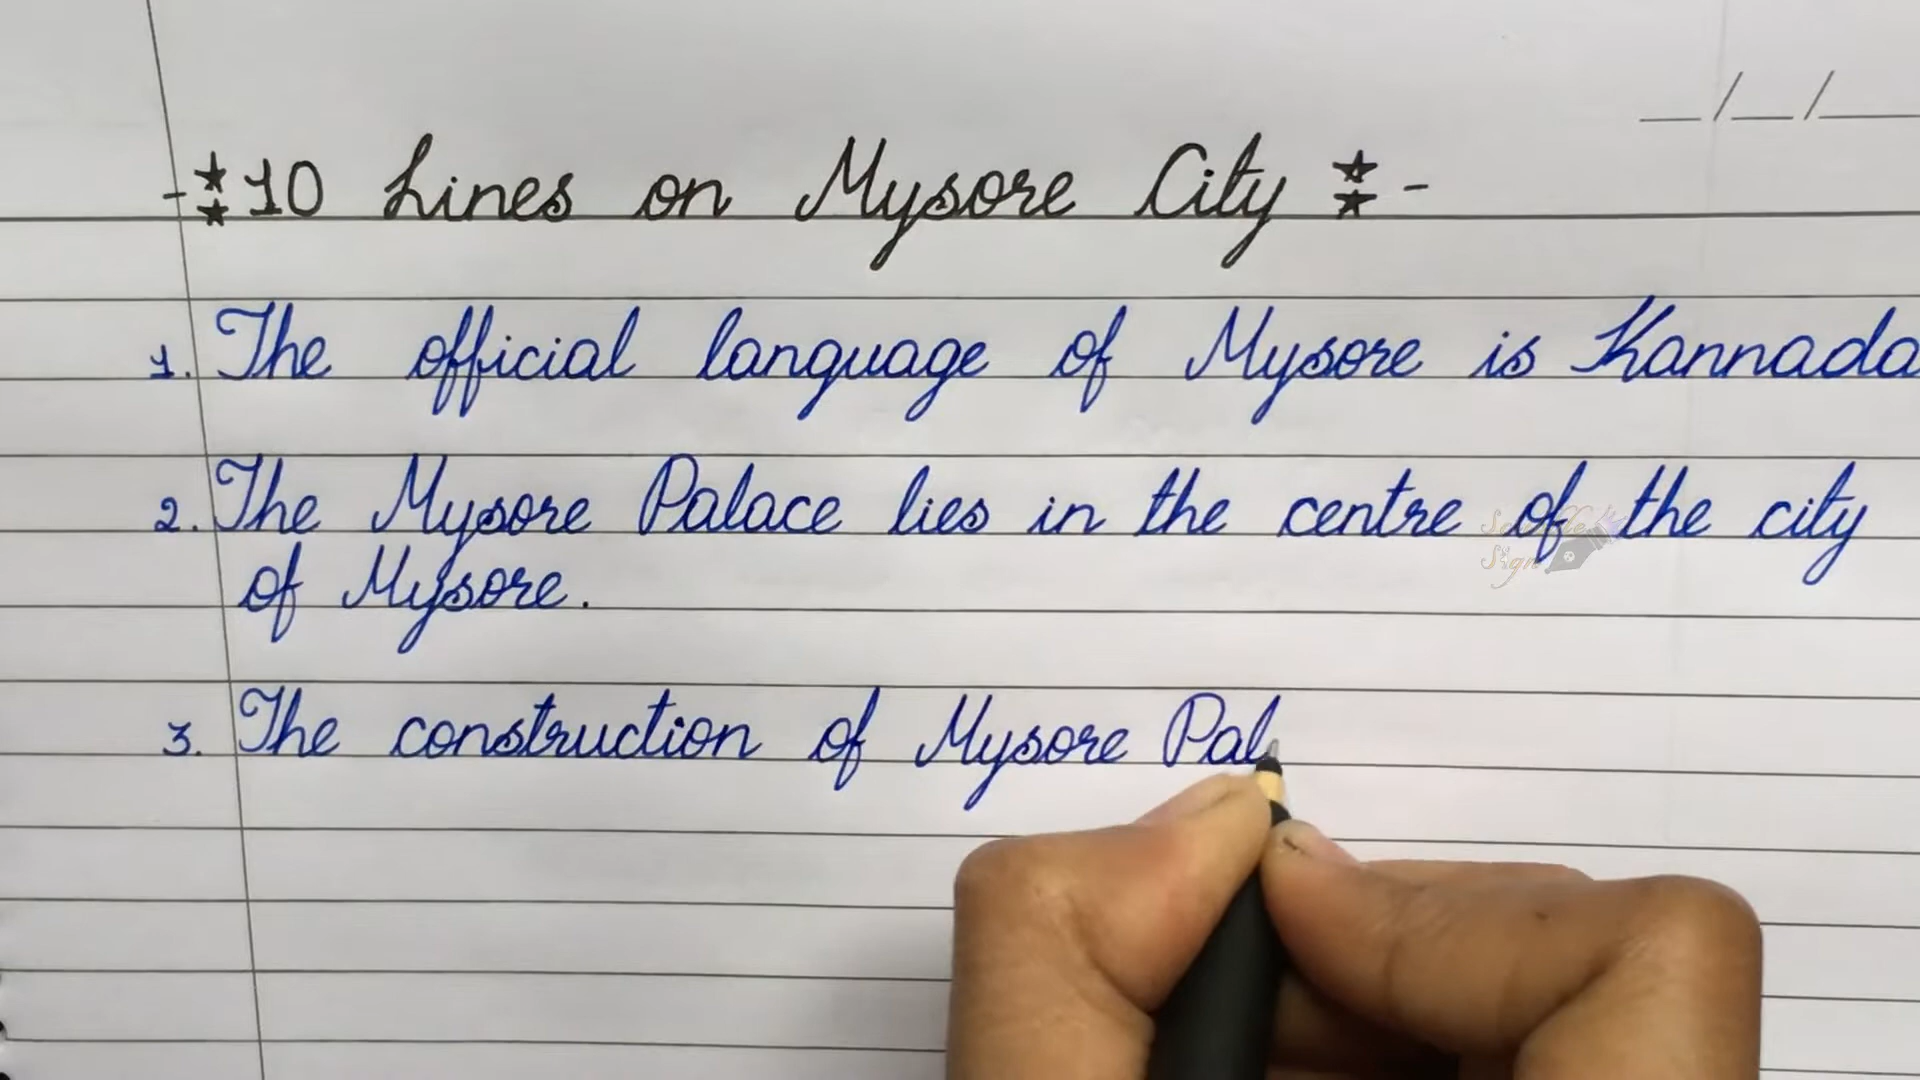 -⁑10 Lines on Mysore City ⁑-
1. The official language of Mysore is Kannada
2. The Mysore Palace lies in the centre of the city
of Mysore.
3. The construction of Mysore Pal
Sign